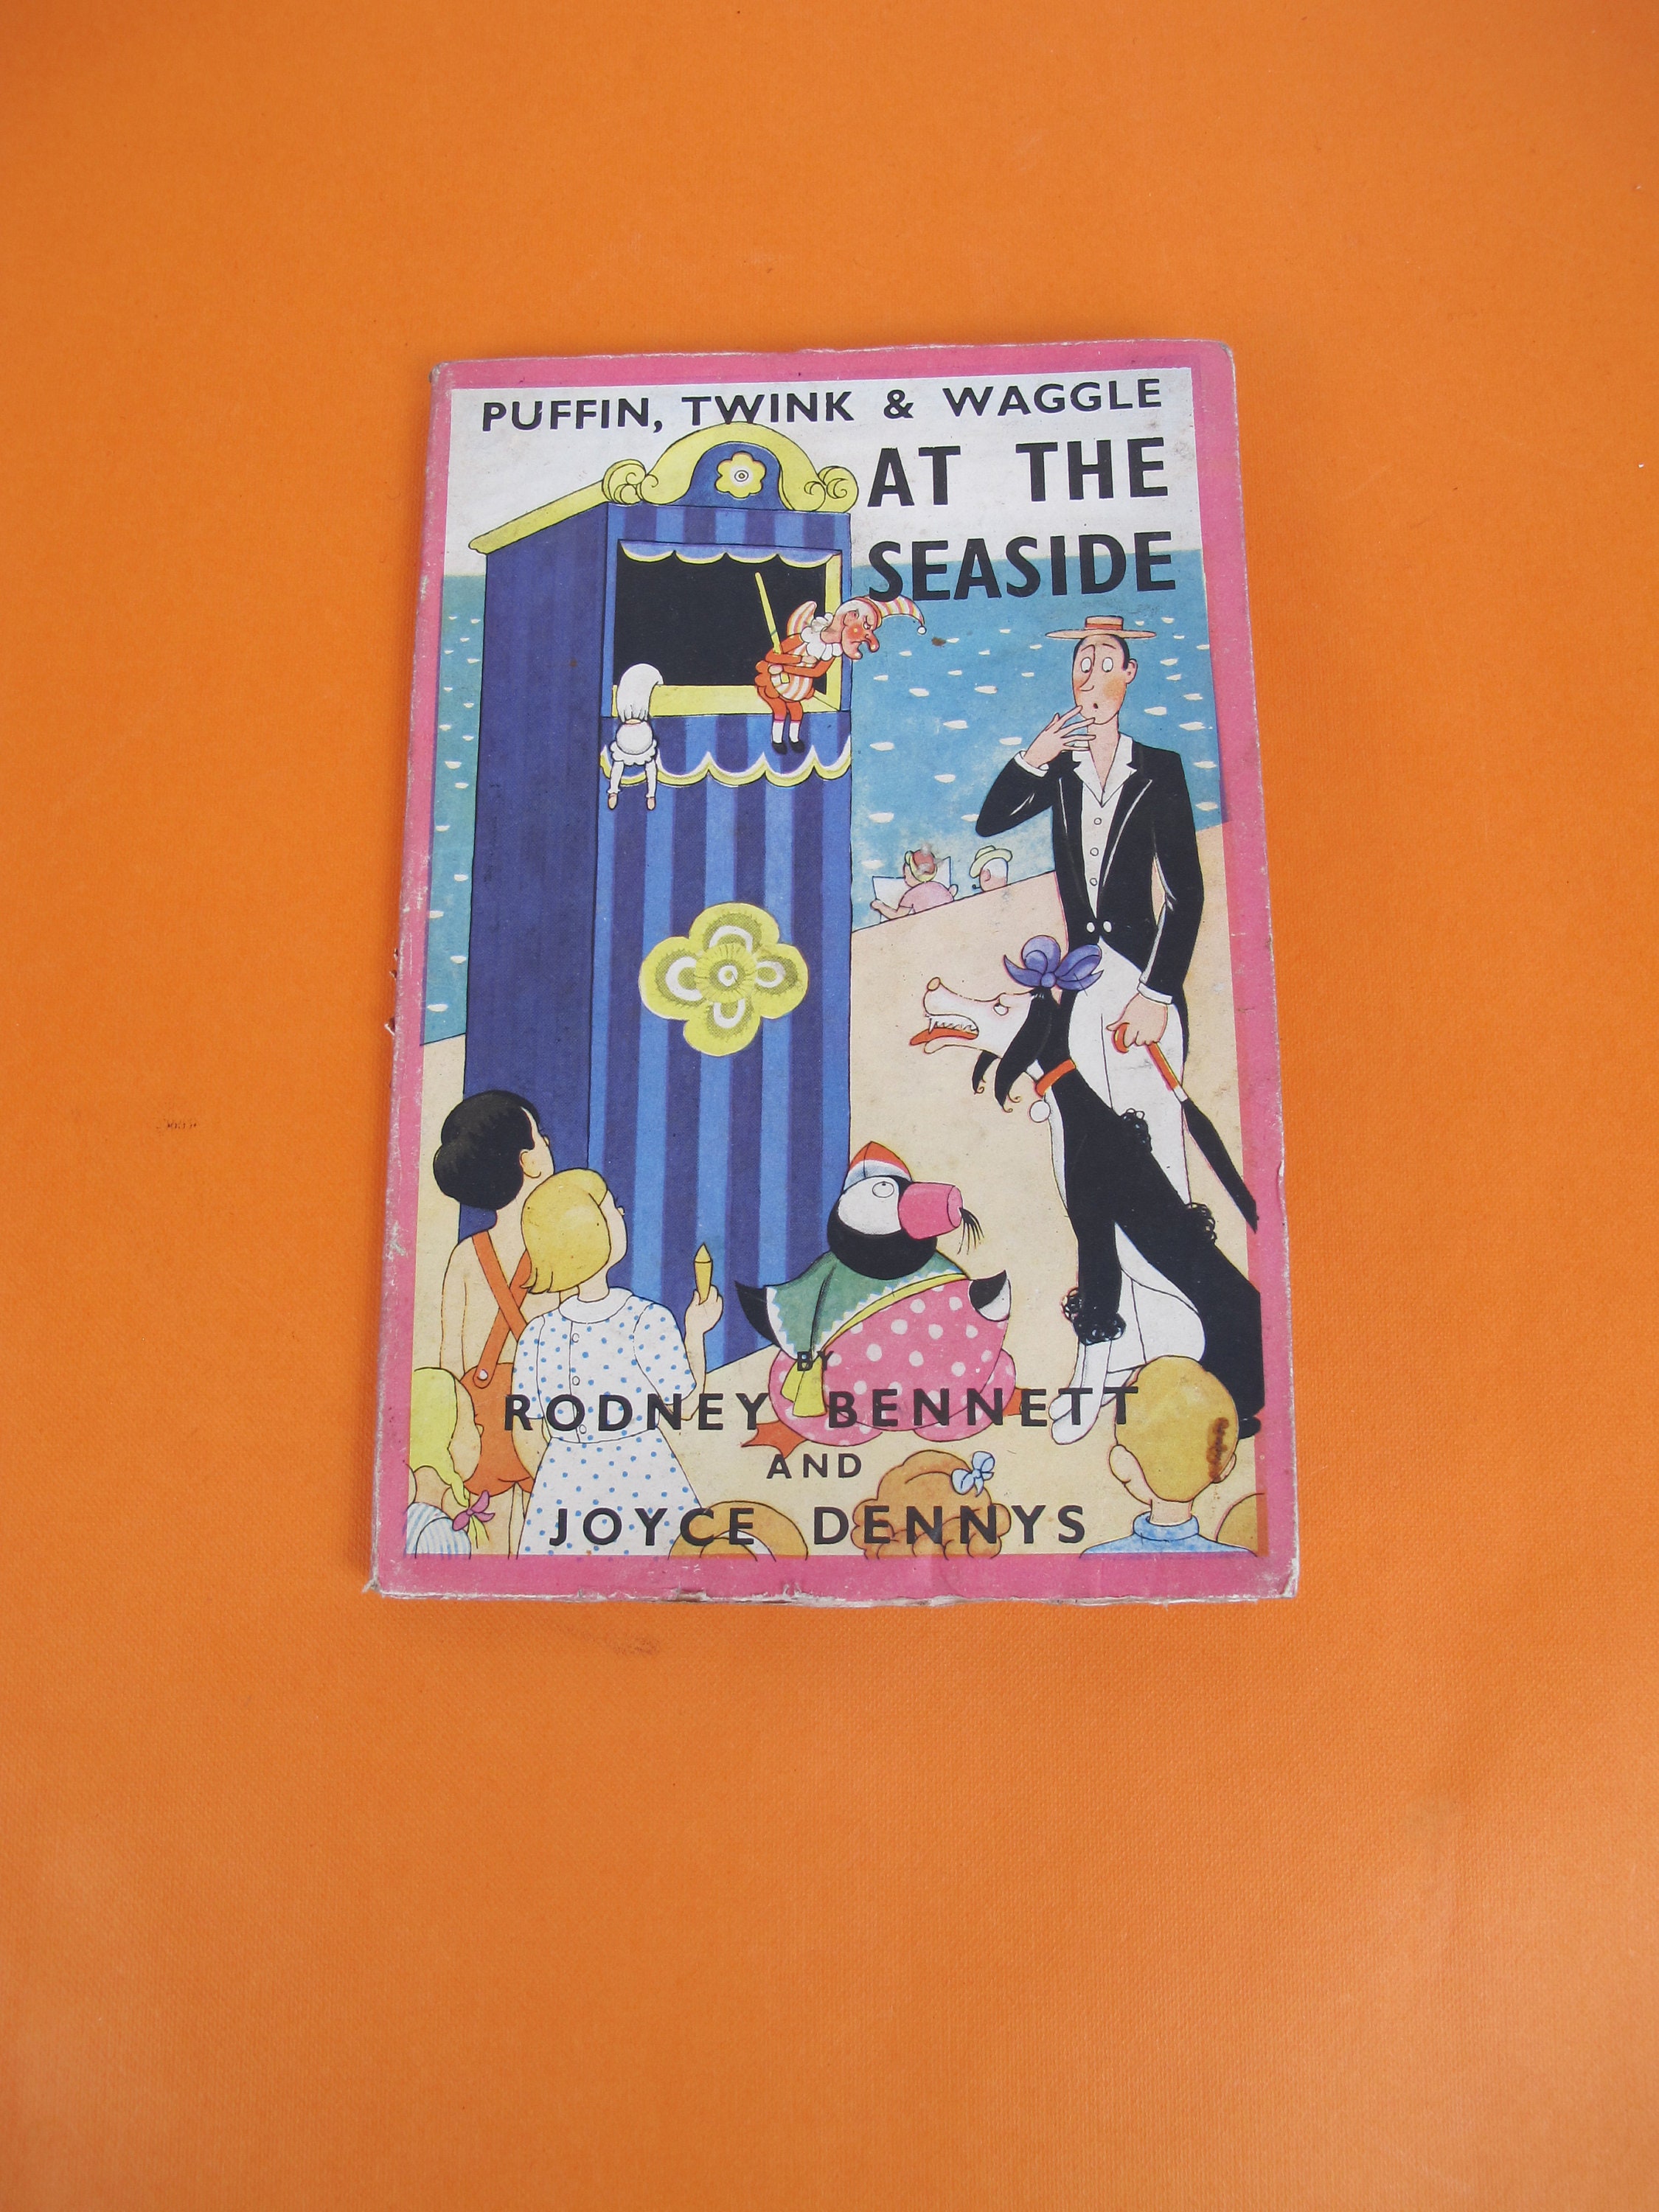 PUFFIN, TWINK & WAGGLE
AT THE
SEASIDE
BY
RODNEY BENNETT
AND
JOYCE DENNYS